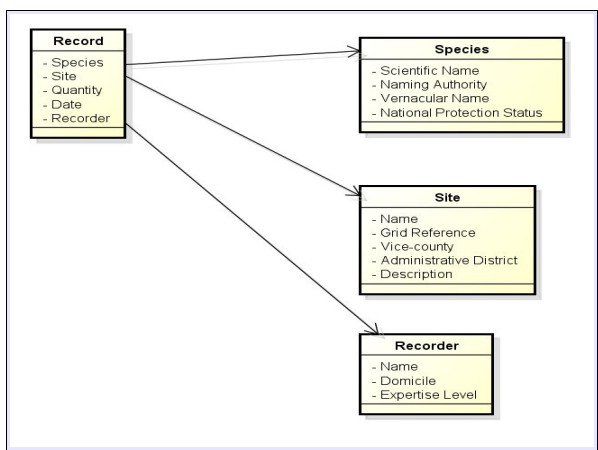 Record
- Species
- Site
- Quantity
- Date
- Recorder
Species
- Scientific Name
- Naming Authority
- Vernacular Name
- National Protection Status
Site
- Name
- Grid Reference
- Vice-county
- Administrative District
- Description
Recorder
- Name
- Domicile
- Expertise Level